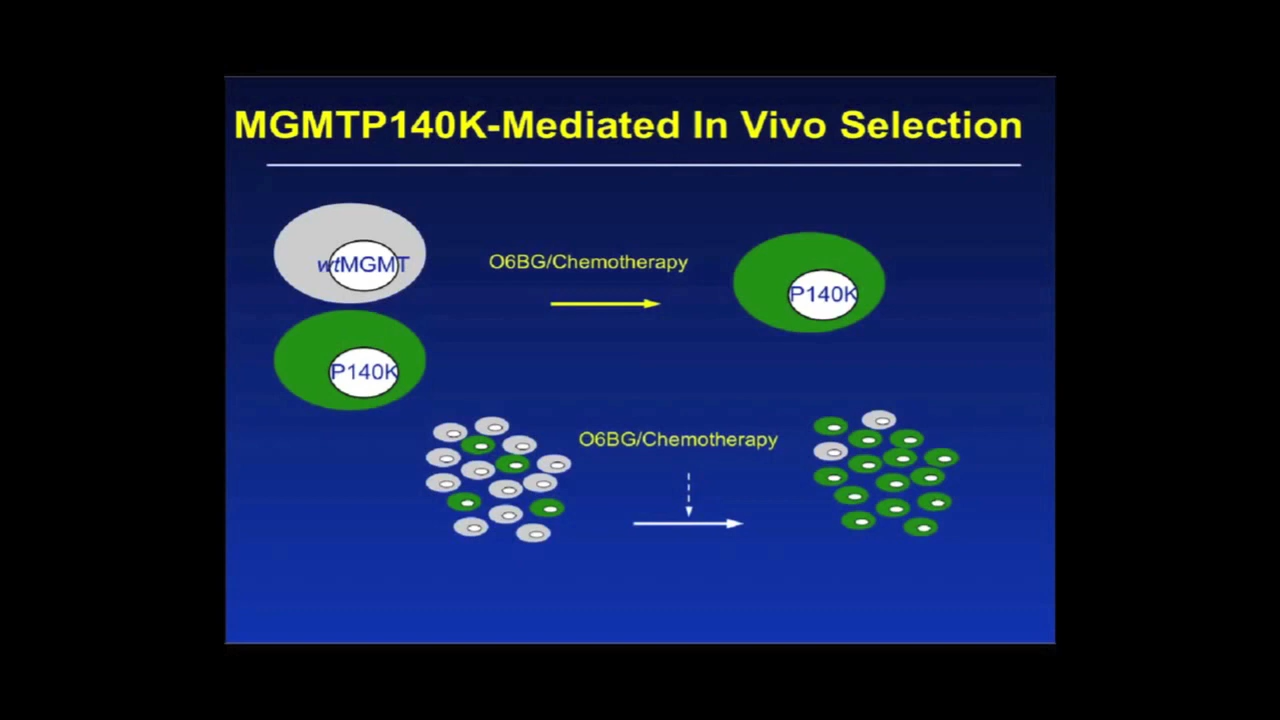 MGMTP140K-Mediated In Vivo Selection
wtMGMT
O6BG/Chemotherapy
P140K
P140K
O6BG/Chemotherapy